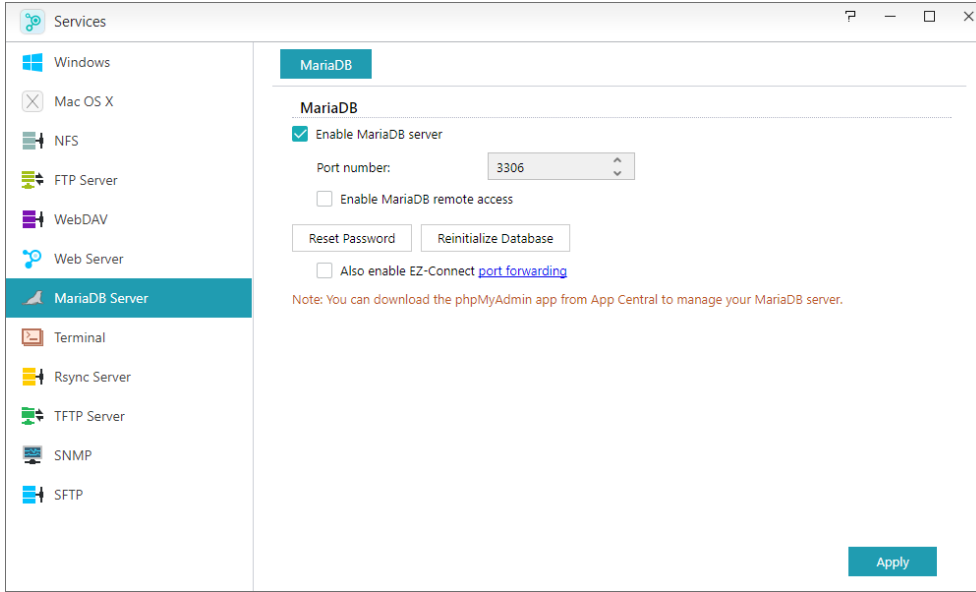 Services
Windows
Mac OS X
NFS
FTP Server
WebDAV
Web Server
MariaDB Server
Terminal
Rsync Server
TFTP Server
SNMP
SFTP
MariaDB
MariaDB
Enable MariaDB server
Port number: 3306
Enable MariaDB remote access
Reset Password Reinitialize Database
Also enable EZ-Connect port forwarding
Note: You can download the phpMyAdmin app from App Central to manage your MariaDB server.
Apply